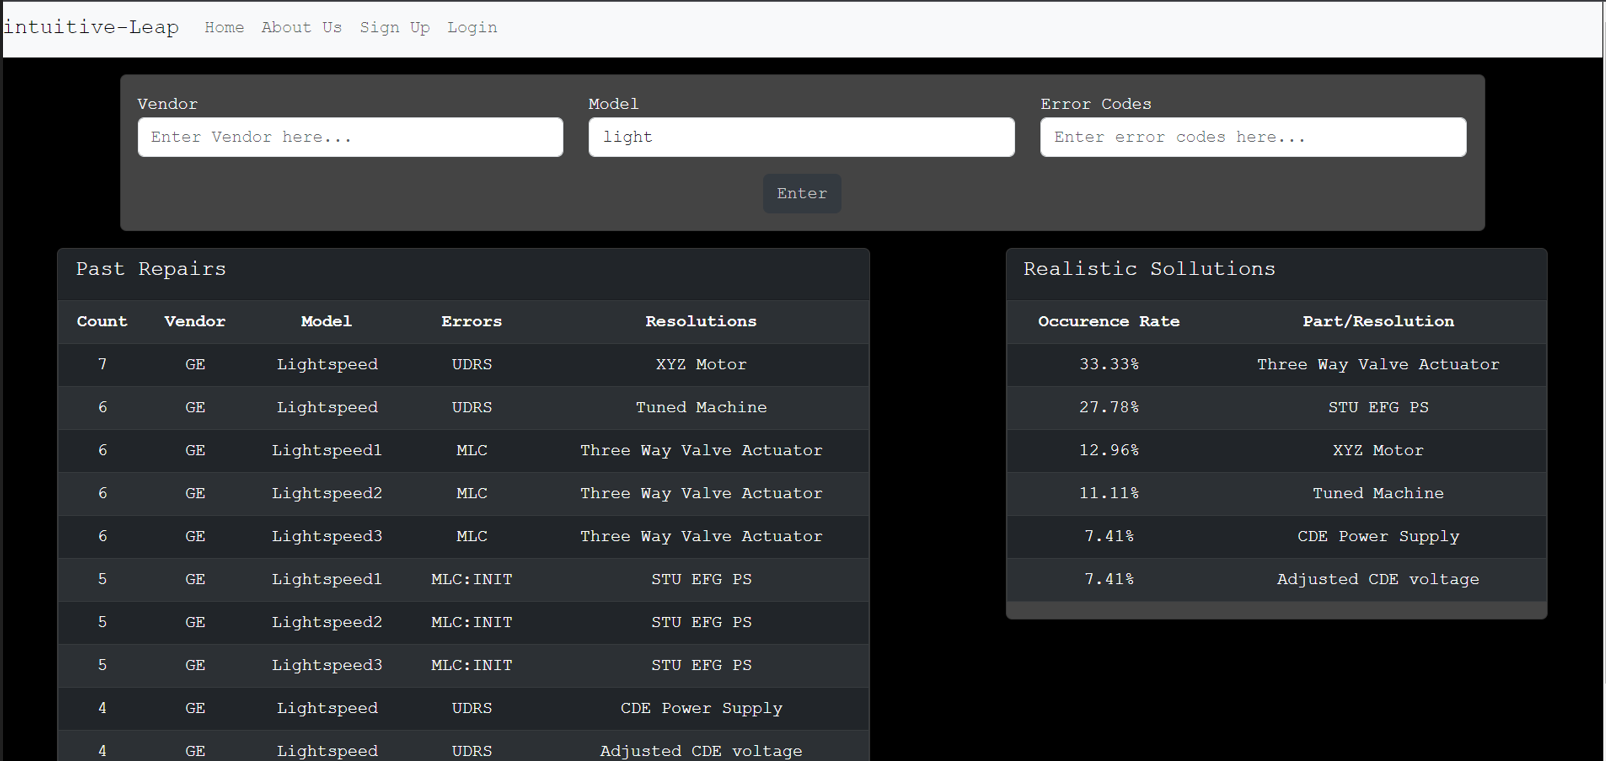 intuitive-Leap Home About Us Sign Up Login
Vendor Model Error Codes
Enter Vendor here... light Enter error codes here...
Enter
Past Repairs
Count Vendor Model Errors Resolutions
7 GE Lightspeed UDRS XYZ Motor
6 GE Lightspeed UDRS Tuned Machine
6 GE Lightspeed1 MLC Three Way Valve Actuator
6 GE Lightspeed2 MLC Three Way Valve Actuator
6 GE Lightspeed3 MLC Three Way Valve Actuator
5 GE Lightspeed1 MLC:INIT STU EFG PS
5 GE Lightspeed2 MLC:INIT STU EFG PS
5 GE Lightspeed3 MLC:INIT STU EFG PS
4 GE Lightspeed UDRS CDE Power Supply
4 GE Lightspeed UDRS Adjusted CDE voltage
Realistic Sollutions
Occurence Rate Part/Resolution
33.33% Three Way Valve Actuator
27.78% STU EFG PS
12.96% XYZ Motor
11.11% Tuned Machine
7.41% CDE Power Supply
7.41% Adjusted CDE voltage